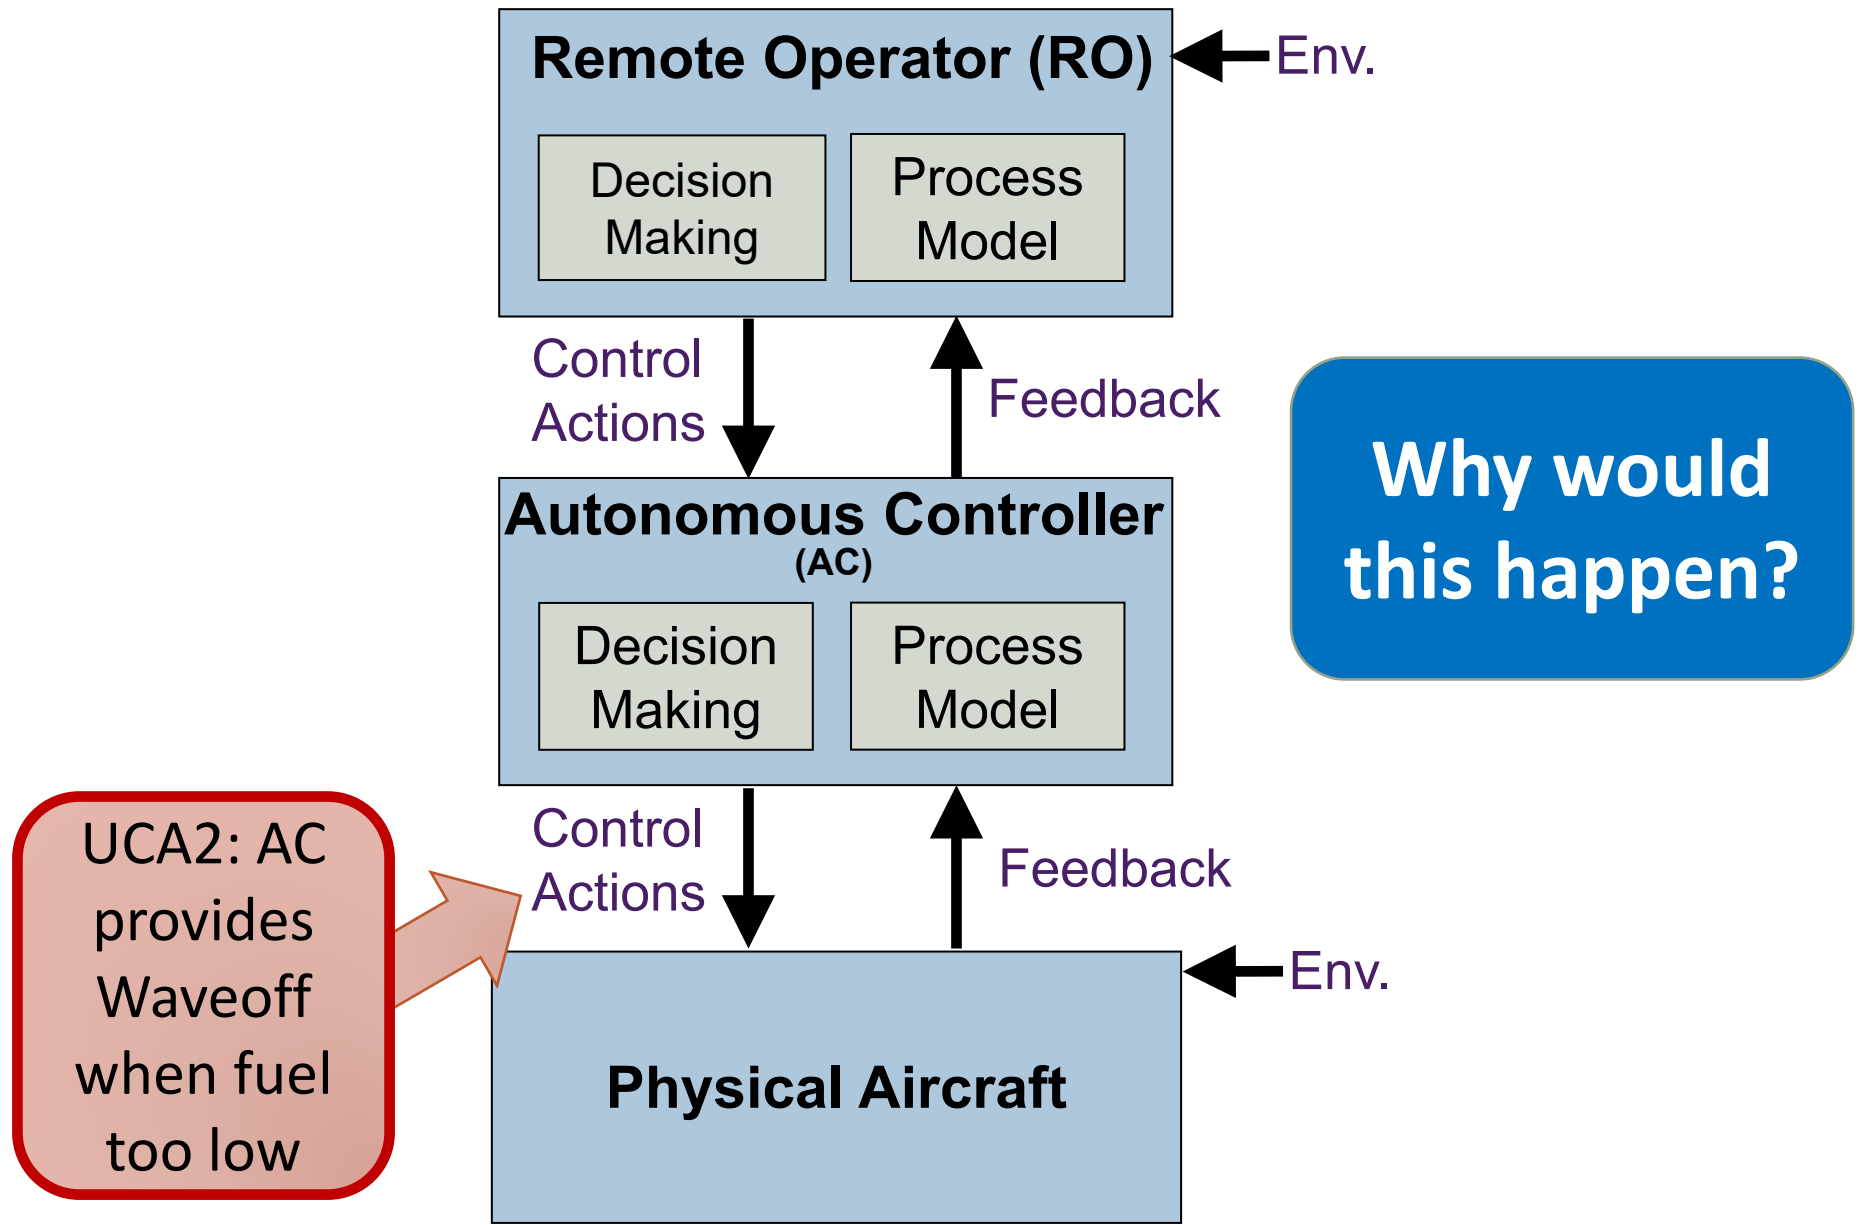 Remote Operator (RO)
Env.
Decision
Making
Process
Model
Control
Actions
Feedback
Why would
this happen?
Autonomous Controller
(AC)
Decision
Making
Process
Model
UCA2: AC
provides
Waveoff
when fuel
too low
Control
Actions
Feedback
Env.
Physical Aircraft